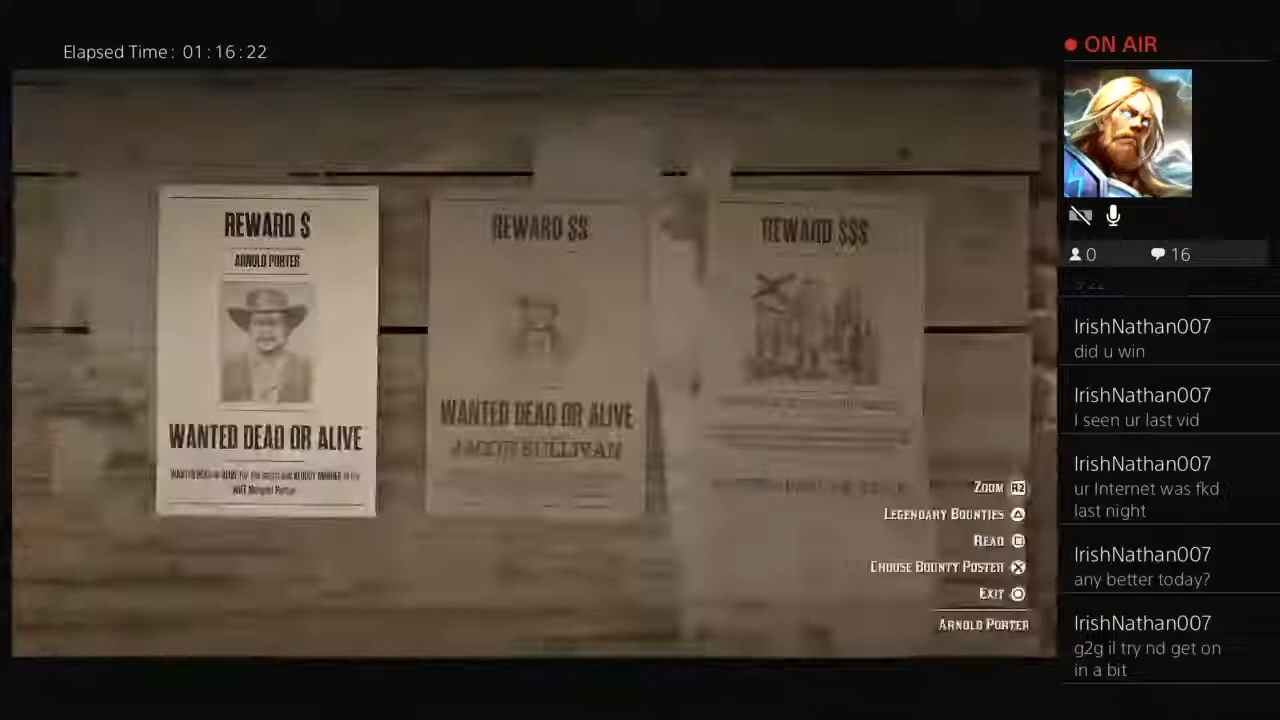 Elapsed Time: 01:16:22
ON AIR
REWARD $
ARNOLD PORTER
WANTED DEAD OR ALIVE
REWARD $$
WANTED DEAD OR ALIVE
JACOB SULLIVAN
REWARD $$$
ZOOM R2
LEGENDARY BOUNTIES
READ
CHOOSE BOUNTY POSTER
EXIT
ARNOLD PORTER
0
16
IrishNathan007
did u win
IrishNathan007
I seen ur last vid
IrishNathan007
ur Internet was fkd
last night
IrishNathan007
any better today?
IrishNathan007
g2g il try nd get on
in a bit